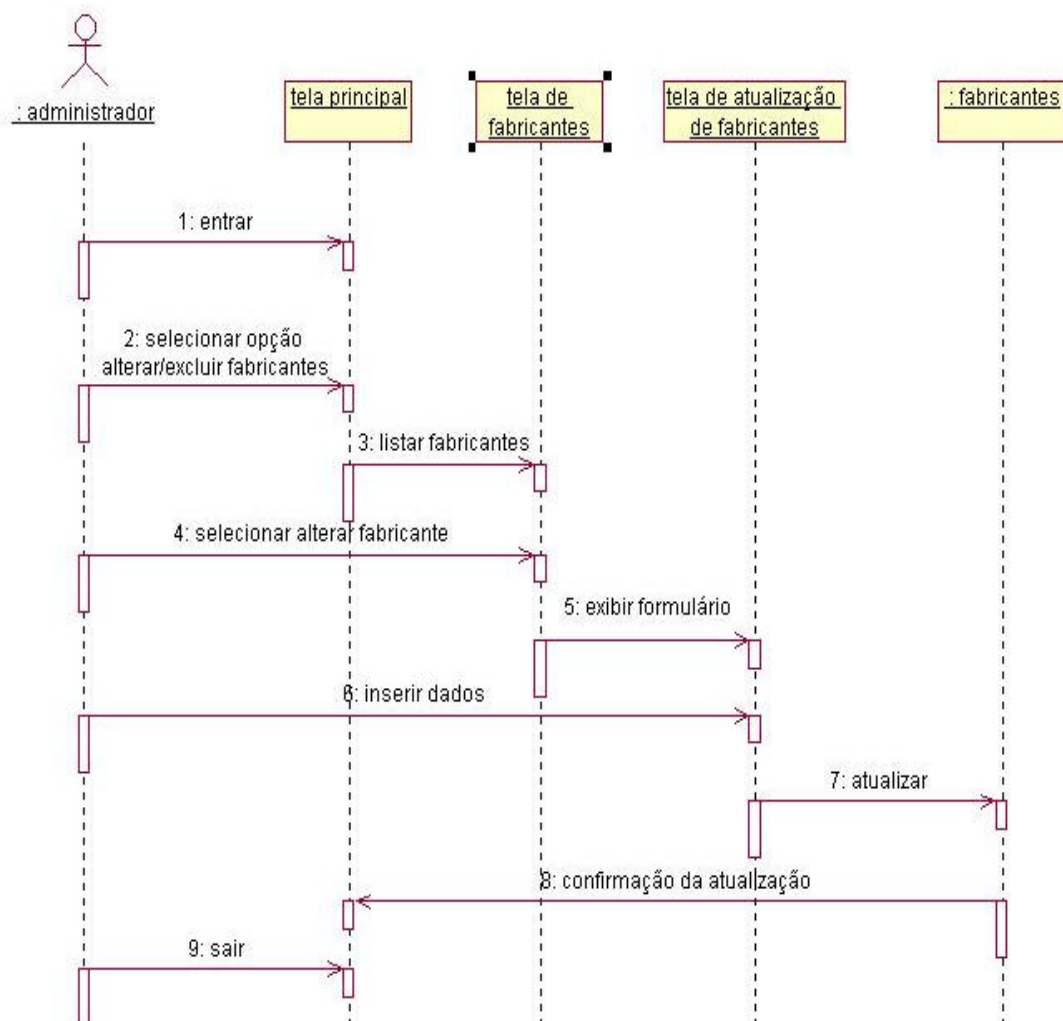 : administrador
tela principal
tela de
fabricantes
tela de atualização
de fabricantes
: fabricantes
1: entrar
2: selecionar opção
alterar/excluir fabricantes
3: listar fabricantes
4: selecionar alterar fabricante
5: exibir formulário
6: inserir dados
7: atualizar
8: confirmação da atualização
9: sair